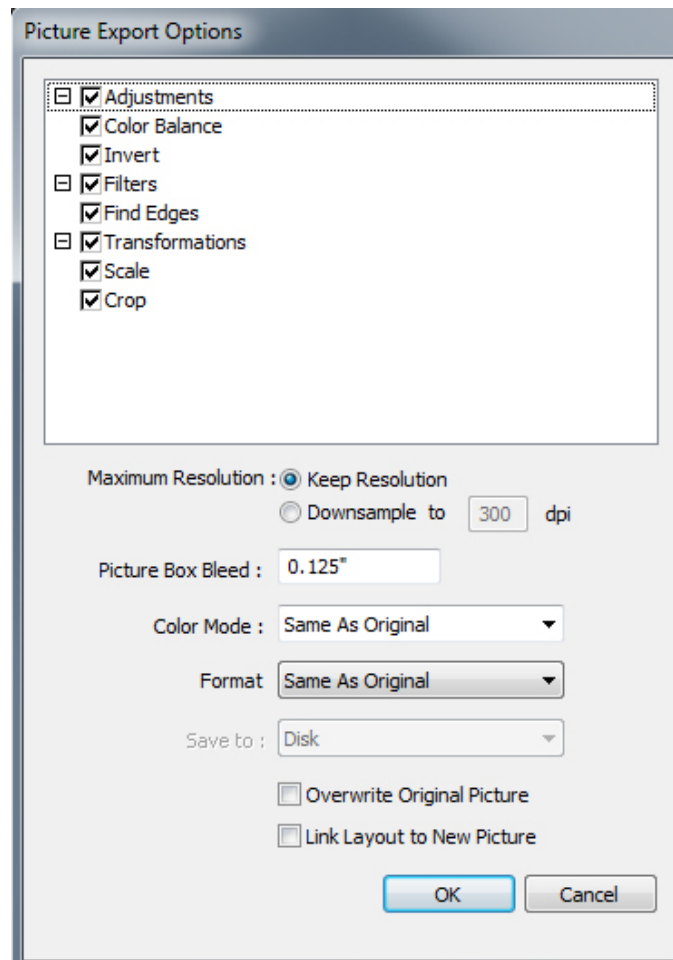 Picture Export Options
Adjustments
Color Balance
Invert
Filters
Find Edges
Transformations
Scale
Crop
Maximum Resolution : Keep Resolution
Downsample to 300 dpi
Picture Box Bleed : 0.125"
Color Mode : Same As Original
Format Same As Original
Save to : Disk
Overwrite Original Picture
Link Layout to New Picture
OK Cancel